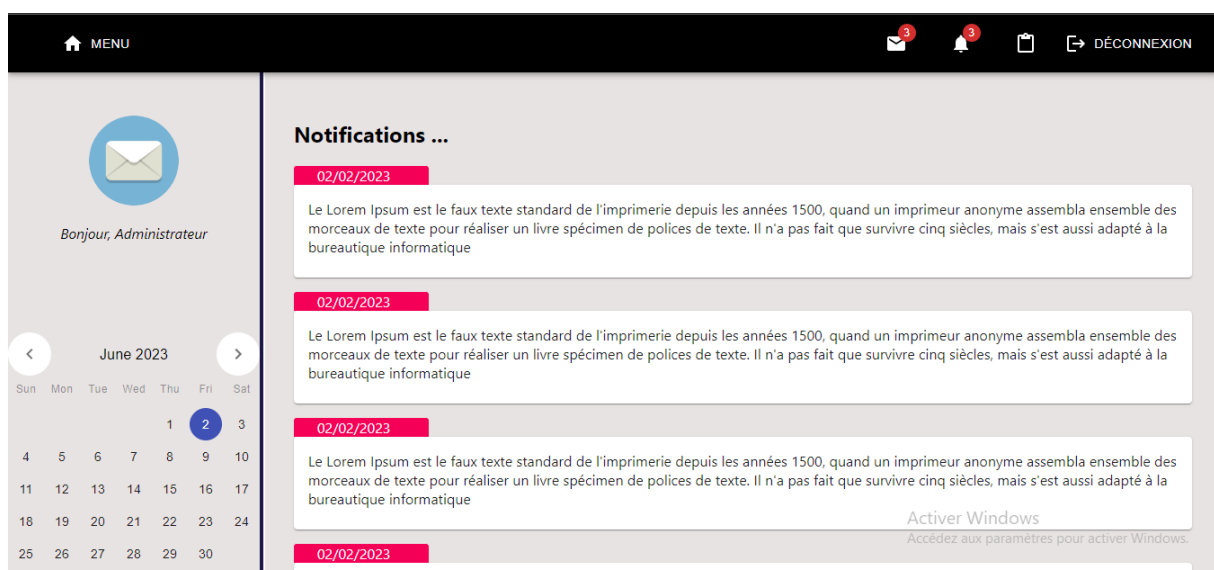 MENU
3
3
DÉCONNEXION
Bonjour, Administrateur
June 2023
Sun Mon Tue Wed Thu Fri Sat
1 2 3
4 5 6 7 8 9 10
11 12 13 14 15 16 17
18 19 20 21 22 23 24
25 26 27 28 29 30
Notifications ...
02/02/2023
Le Lorem Ipsum est le faux texte standard de l'imprimerie depuis les années 1500, quand un imprimeur anonyme assembla ensemble des
morceaux de texte pour réaliser un livre spécimen de polices de texte. Il n'a pas fait que survivre cinq siècles, mais s'est aussi adapté à la
bureautique informatique
02/02/2023
Le Lorem Ipsum est le faux texte standard de l'imprimerie depuis les années 1500, quand un imprimeur anonyme assembla ensemble des
morceaux de texte pour réaliser un livre spécimen de polices de texte. Il n'a pas fait que survivre cinq siècles, mais s'est aussi adapté à la
bureautique informatique
02/02/2023
Le Lorem Ipsum est le faux texte standard de l'imprimerie depuis les années 1500, quand un imprimeur anonyme assembla ensemble des
morceaux de texte pour réaliser un livre spécimen de polices de texte. Il n'a pas fait que survivre cinq siècles, mais s'est aussi adapté à la
bureautique informatique
02/02/2023
Activer Windows
Accédez aux paramètres pour activer Windows.